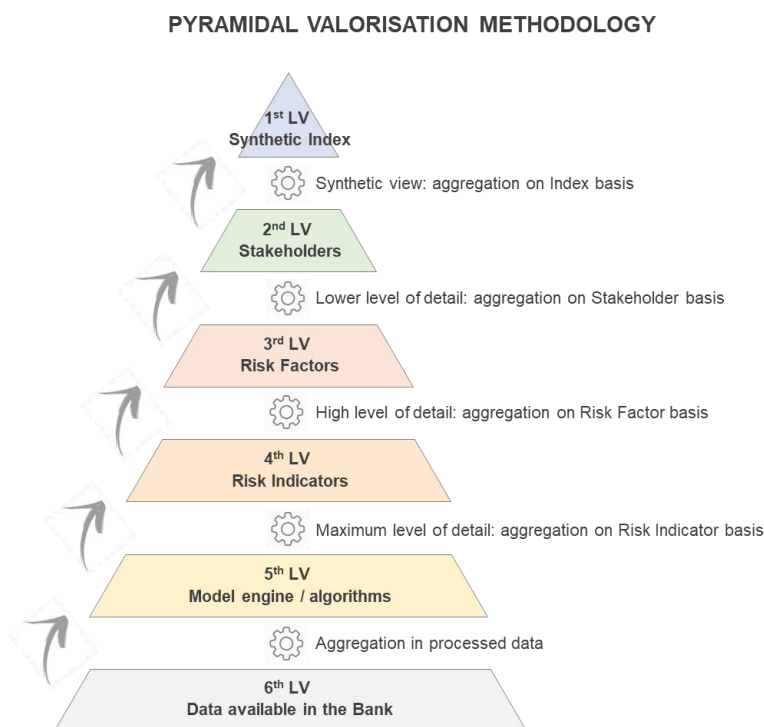 PYRAMIDAL VALORISATION METHODOLOGY
1st LV
Synthetic Index
Synthetic view: aggregation on Index basis
2nd LV
Stakeholders
Lower level of detail: aggregation on Stakeholder basis
3rd LV
Risk Factors
High level of detail: aggregation on Risk Factor basis
4th LV
Risk Indicators
Maximum level of detail: aggregation on Risk Indicator basis
5th LV
Model engine / algorithms
Aggregation in processed data
6th LV
Data available in the Bank